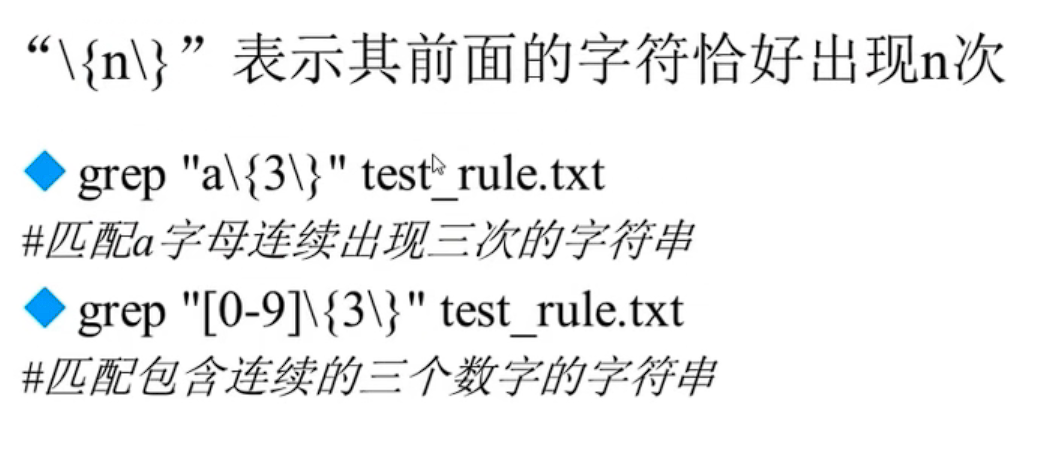 “\{n\}”表示其前面的字符恰好出现n次
grep "a\{3\}" test_rule.txt
#匹配a字母连续出现三次的字符串
grep "[0-9]\{3\}" test_rule.txt
#匹配包含连续的三个数字的字符串